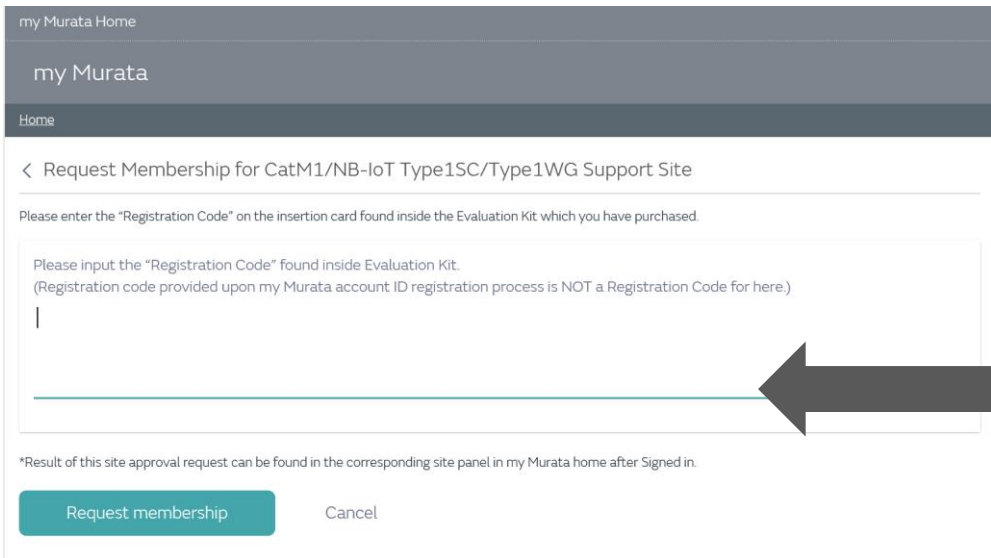 my Murata Home
my Murata
Home
< Request Membership for CatM1/NB-IoT Type1SC/Type1WG Support Site
Please enter the “Registration Code” on the insertion card found inside the Evaluation Kit which you have purchased.
Please input the “Registration Code” found inside Evaluation Kit.
(Registration code provided upon my Murata account ID registration process is NOT a Registration Code for here.)
*Result of this site approval request can be found in the corresponding site panel in my Murata home after Signed in.
Request membership Cancel